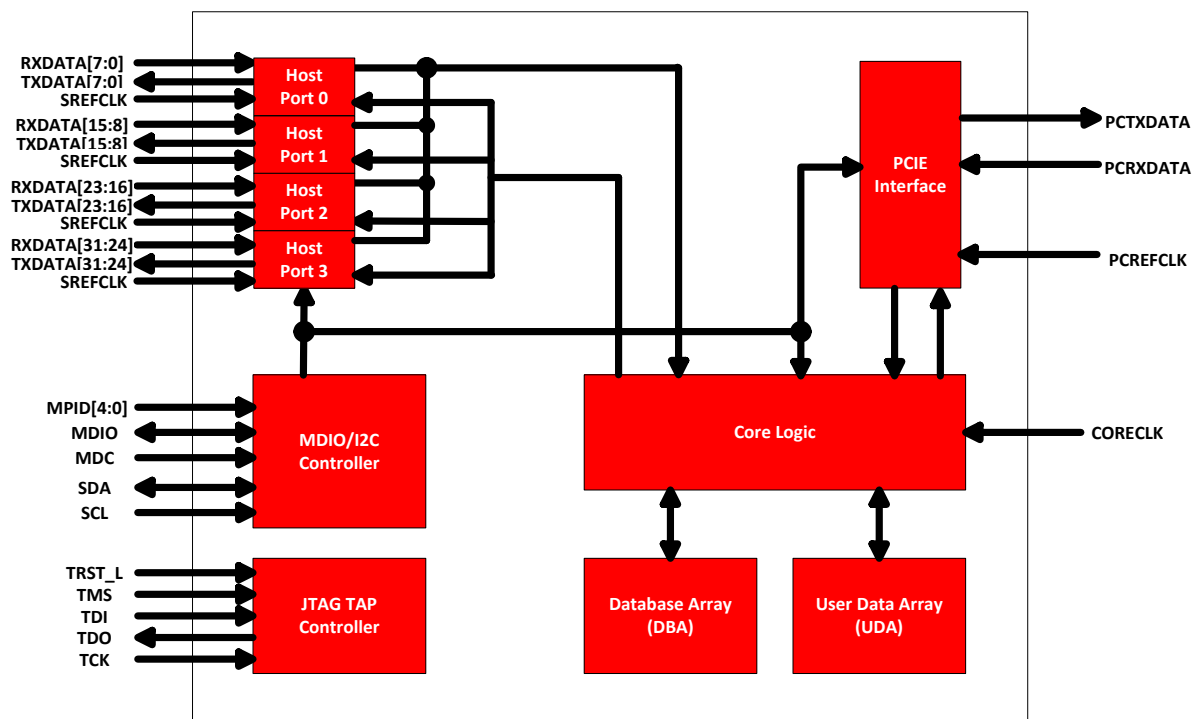 RXDATA[7:0]
TXDATA[7:0]
SREFCLK
RXDATA[15:8]
TXDATA[15:8]
SREFCLK
RXDATA[23:16]
TXDATA[23:16]
SREFCLK
RXDATA[31:24]
TXDATA[31:24]
SREFCLK
Host
Port 0
Host
Port 1
Host
Port 2
Host
Port 3
PCIE
Interface
PCTXDATA
PCRXDATA
PCREFCLK
MPID[4:0]
MDIO
MDC
SDA
SCL
MDIO/I2C
Controller
Core Logic
CORECLK
TRST_L
TMS
TDI
TDO
TCK
JTAG TAP
Controller
Database Array
(DBA)
User Data Array
(UDA)